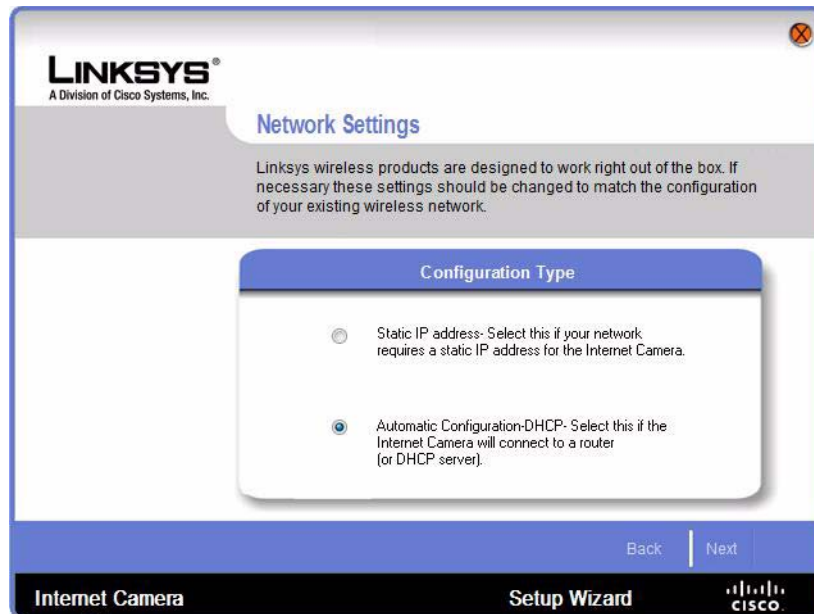 LINKSYS®
A Division of Cisco Systems, Inc.
Network Settings
Linksys wireless products are designed to work right out of the box. If
necessary these settings should be changed to match the configuration
of your existing wireless network.
Configuration Type
Static IP address- Select this if your network
requires a static IP address for the Internet Camera.
Automatic Configuration-DHCP- Select this if the
Internet Camera will connect to a router
(or DHCP server).
Back
Next
Internet Camera
Setup Wizard
CISCO.